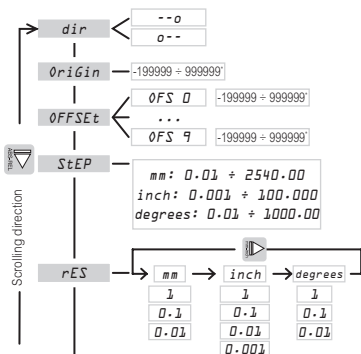 dir
--o
o--
OriGin
-199999 ÷ 999999*
OFFSEt
OFS 0
-199999 ÷ 999999*
...
OFS 9
-199999 ÷ 999999*
ABS-REL
StEP
mm: 0.01 ÷ 2540.00
inch: 0.001 ÷ 100.000
degrees: 0.01 ÷ 1000.00
Scrolling direction
rES
mm
inch
degrees
1
1
1
0.1
0.1
0.1
0.01
0.01
0.01
0.001